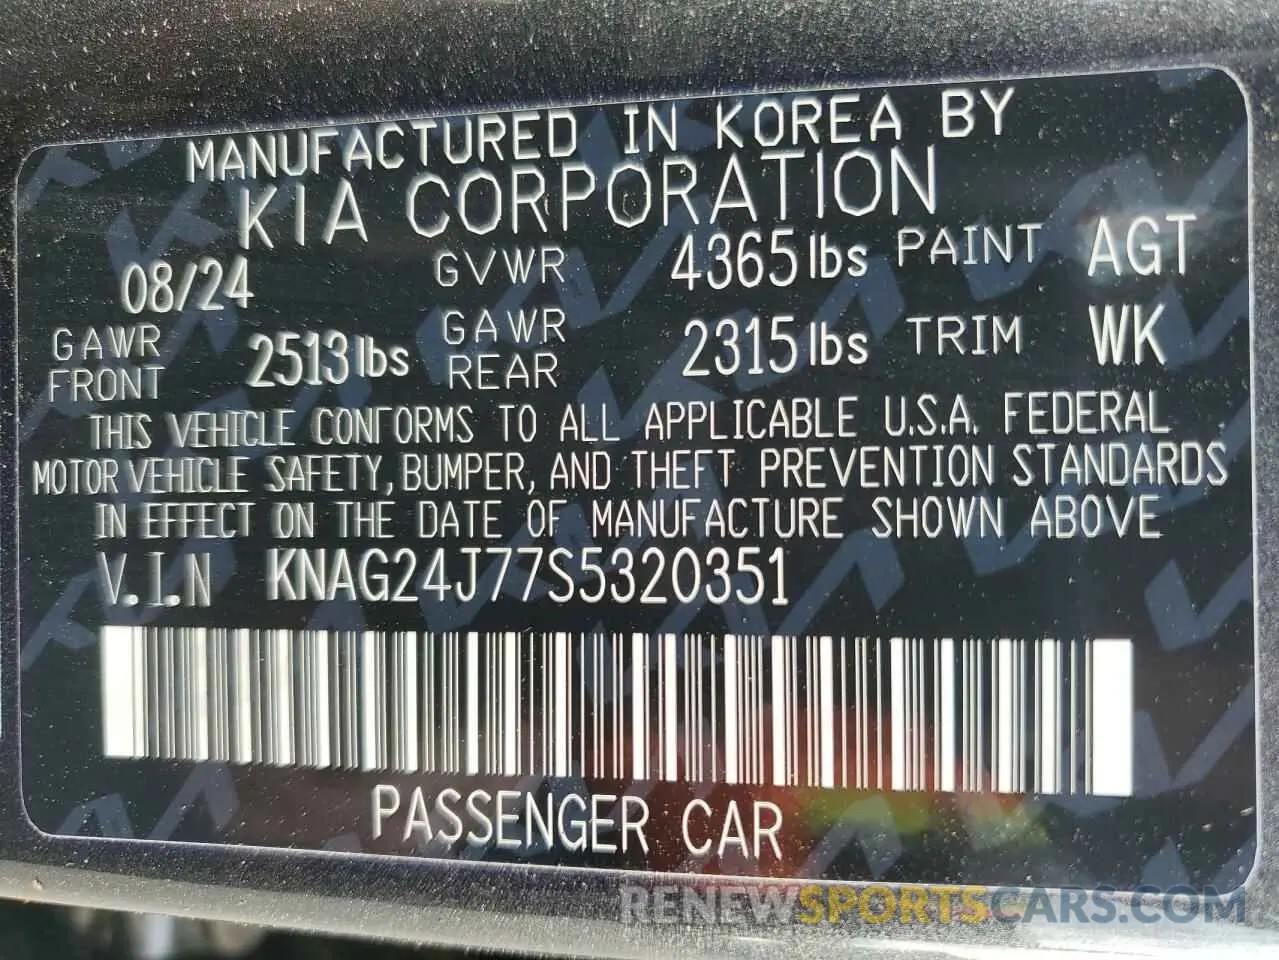 MANUFACTURED IN KOREA BY
KIA CORPORATION
08/24 GVWR 4365 lbs PAINT AGT
GAWR FRONT 2513 lbs GAWR REAR 2315 lbs TRIM WK
THIS VEHICLE CONFORMS TO ALL APPLICABLE U.S.A. FEDERAL
MOTOR VEHICLE SAFETY, BUMPER, AND THEFT PREVENTION STANDARDS
IN EFFECT ON THE DATE OF MANUFACTURE SHOWN ABOVE
V.I.N KNAG24J77S5320351
PASSENGER CAR
RENEWSPORTSCARS.COM